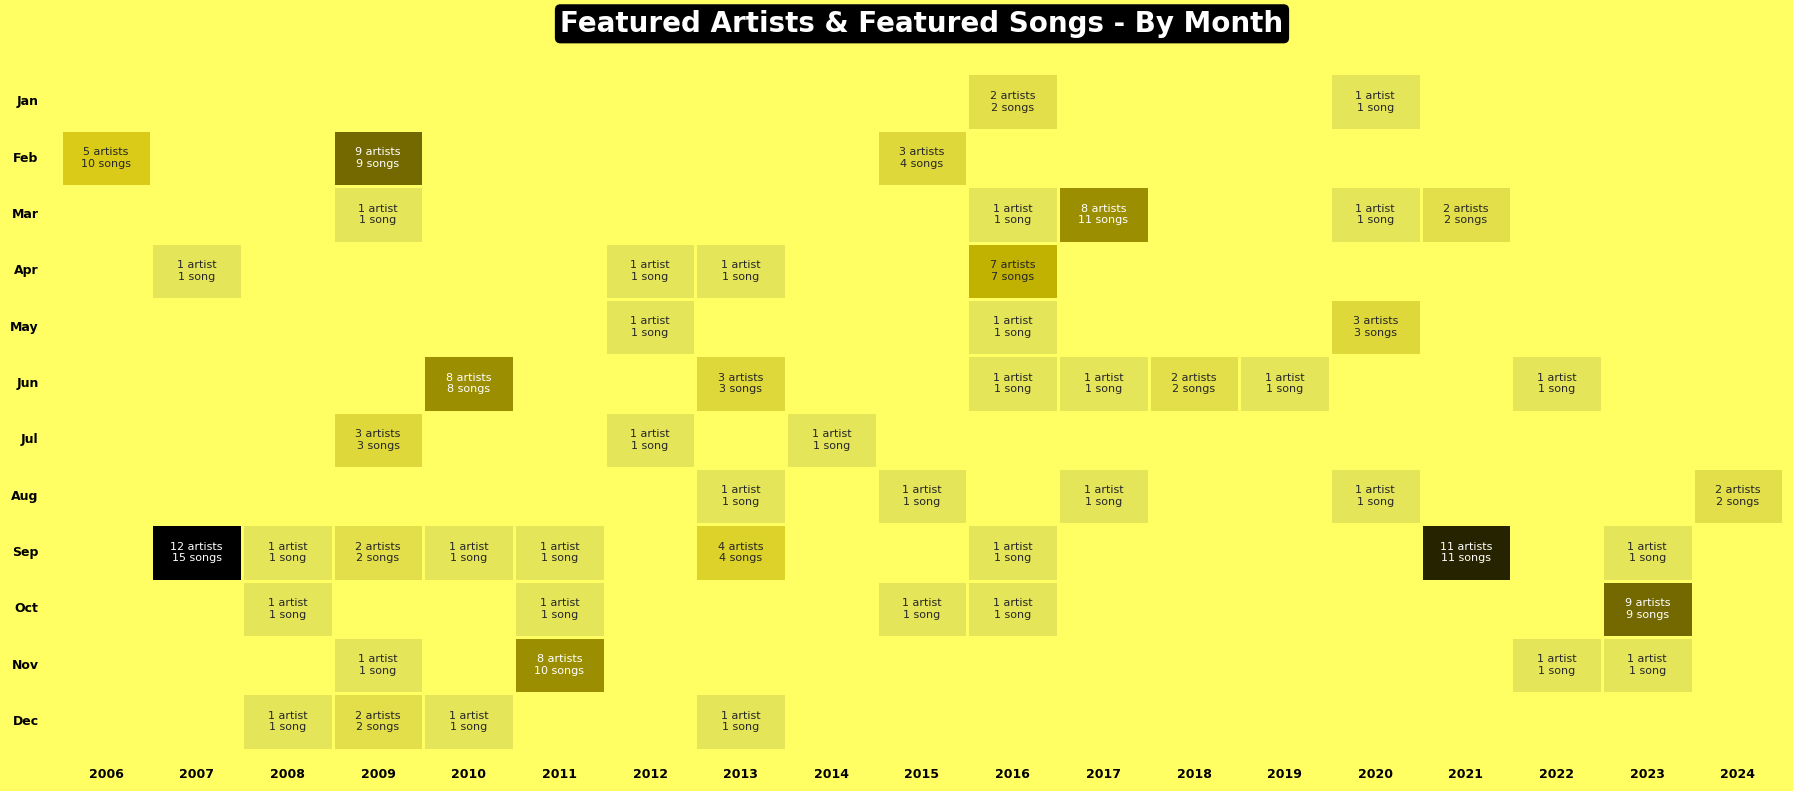 Featured Artists & Featured Songs - By Month
Jan
2 artists
2 songs
1 artist
1 song
Feb
5 artists
10 songs
9 artists
9 songs
3 artists
4 songs
Mar
1 artist
1 song
1 artist
1 song
8 artists
11 songs
1 artist
1 song
2 artists
2 songs
Apr
1 artist
1 song
1 artist
1 song
1 artist
1 song
7 artists
7 songs
May
1 artist
1 song
1 artist
1 song
3 artists
3 songs
Jun
8 artists
8 songs
3 artists
3 songs
1 artist
1 song
1 artist
1 song
2 artists
2 songs
1 artist
1 song
1 artist
1 song
Jul
3 artists
3 songs
1 artist
1 song
1 artist
1 song
Aug
1 artist
1 song
1 artist
1 song
1 artist
1 song
1 artist
1 song
2 artists
2 songs
Sep
12 artists
15 songs
1 artist
1 song
2 artists
2 songs
1 artist
1 song
1 artist
1 song
4 artists
4 songs
1 artist
1 song
11 artists
11 songs
1 artist
1 song
Oct
1 artist
1 song
1 artist
1 song
1 artist
1 song
1 artist
1 song
9 artists
9 songs
Nov
1 artist
1 song
8 artists
10 songs
1 artist
1 song
1 artist
1 song
Dec
1 artist
1 song
2 artists
2 songs
1 artist
1 song
1 artist
1 song
2006 2007 2008 2009 2010 2011 2012 2013 2014 2015 2016 2017 2018 2019 2020 2021 2022 2023 2024